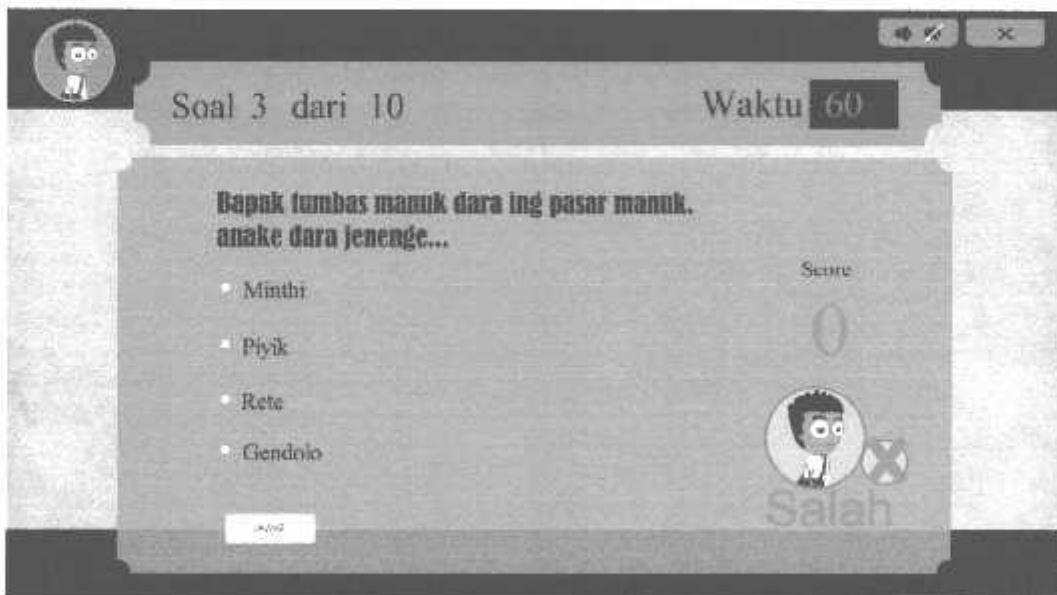 Soal 3 dari 10
Waktu 60
Bapak tumbas manuk dara ing pasar manuk.
anake dara jenenge...
Minthi
Piyik
Rete
Gendolo
Score
0
Salah